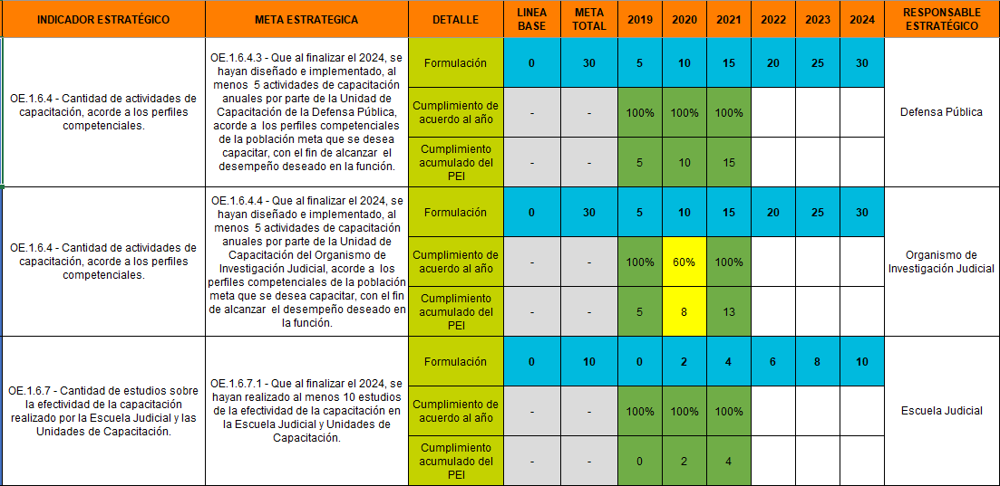 INDICADOR ESTRATÉGICO
META ESTRATEGICA
DETALLE
LINEA
BASE
META
TOTAL
2019
2020
2021
2022
2023
2024
RESPONSABLE
ESTRATÉGICO
OE.1.6.4 - Cantidad de actividades de
capacitación, acorde a los perfiles
competenciales.
OE.1.6.4.3 - Que al finalizar el 2024, se
hayan diseñado e implementado, al
menos 5 actividades de capacitación
anuales por parte de la Unidad de
Capacitación de la Defensa Pública,
acorde a los perfiles competenciales
de la población meta que se desea
capacitar, con el fin de alcanzar el
desempeño deseado en la función.
Formulación
0
30
5
10
15
20
25
30
Cumplimiento de
acuerdo al año
-
-
100%
100%
100%
Cumplimiento
acumulado del
PEI
-
-
5
10
15
Defensa Pública
OE.1.6.4 - Cantidad de actividades de
capacitación, acorde a los perfiles
competenciales.
OE.1.6.4.4 - Que al finalizar el 2024, se
hayan diseñado e implementado, al
menos 5 actividades de capacitación
anuales por parte de la Unidad de
Capacitación del Organismo de
Investigación Judicial, acorde a los
perfiles competenciales de la población
meta que se desea capacitar, con el fin
de alcanzar el desempeño deseado en
la función.
Formulación
0
30
5
10
15
20
25
30
Cumplimiento de
acuerdo al año
-
-
100%
60%
100%
Cumplimiento
acumulado del
PEI
-
-
5
8
13
Organismo de
Investigación Judicial
OE.1.6.7 - Cantidad de estudios sobre
la efectividad de la capacitación
realizado por la Escuela Judicial y las
Unidades de Capacitación.
OE.1.6.7.1 - Que al finalizar el 2024, se
hayan realizado al menos 10 estudios
de la efectividad de la capacitación en
la Escuela Judicial y Unidades de
Capacitación.
Formulación
0
10
0
2
4
6
8
10
Cumplimiento de
acuerdo al año
-
-
100%
100%
100%
Cumplimiento
acumulado del
PEI
-
-
0
2
4
Escuela Judicial